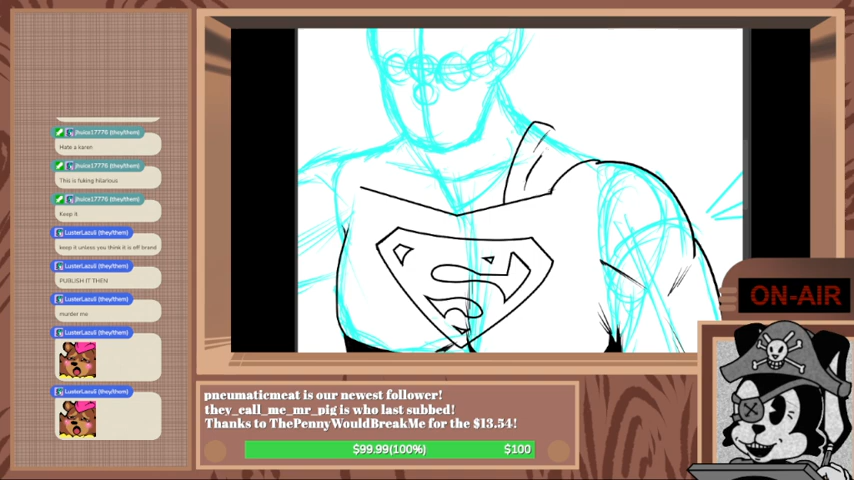 jhuice17776 (they/them)
Hate a karen
jhuice17776 (they/them)
This is fuking hilarious
jhuice17776 (they/them)
Keep it
LusterLazuli (they/them)
keep it unless you think it is off brand
LusterLazuli (they/them)
PUBLISH IT THEN
LusterLazuli (they/them)
murder me
LusterLazuli (they/them)
LusterLazuli (they/them)
S
ON-AIR
pneumaticmeat is our newest follower!
they_call_me_mr_pig is who last subbed!
Thanks to ThePennyWouldBreakMe for the $13.54!
$99.99(100%) $100